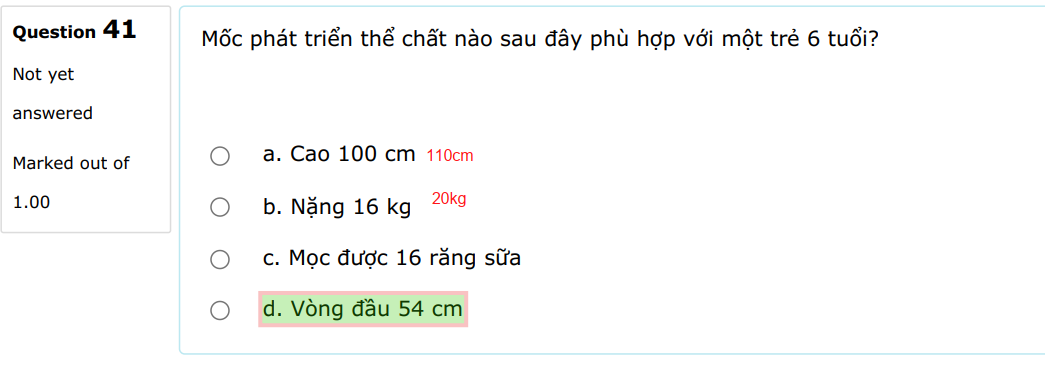 Question 41
Not yet
answered
Marked out of
1.00
Mốc phát triển thể chất nào sau đây phù hợp với một trẻ 6 tuổi?
a. Cao 100 cm 110cm
b. Nặng 16 kg 20kg
c. Mọc được 16 răng sữa
d. Vòng đầu 54 cm